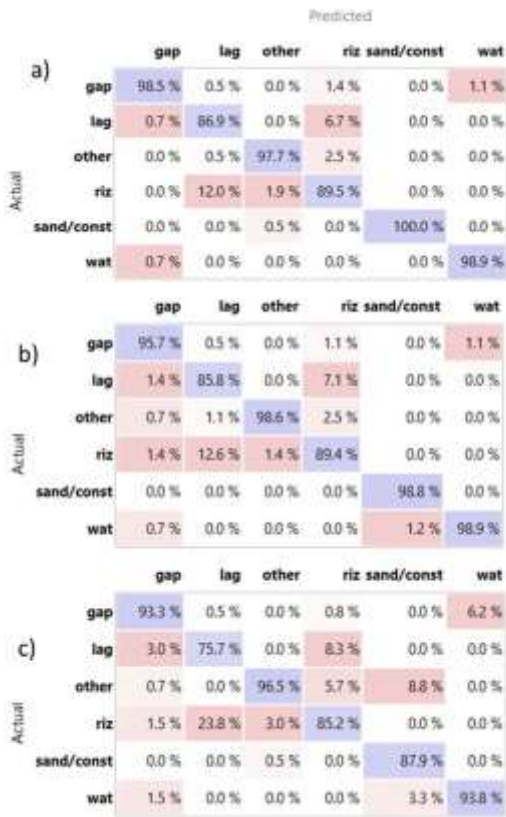 Predicted
gap lag other riz sand/const wat
a)
Actual
gap 98.5 % 0.5 % 0.0 % 1.4 % 0.0 % 1.1 %
lag 0.7 % 86.9 % 0.0 % 6.7 % 0.0 % 0.0 %
other 0.0 % 0.5 % 97.7 % 2.5 % 0.0 % 0.0 %
riz 0.0 % 12.0 % 1.9 % 89.5 % 0.0 % 0.0 %
sand/const 0.0 % 0.0 % 0.5 % 0.0 % 100.0 % 0.0 %
wat 0.7 % 0.0 % 0.0 % 0.0 % 0.0 % 98.9 %
gap lag other riz sand/const wat
b)
Actual
gap 95.7 % 0.5 % 0.0 % 1.1 % 0.0 % 1.1 %
lag 1.4 % 85.8 % 0.0 % 7.1 % 0.0 % 0.0 %
other 0.7 % 1.1 % 98.6 % 2.5 % 0.0 % 0.0 %
riz 1.4 % 12.6 % 1.4 % 89.4 % 0.0 % 0.0 %
sand/const 0.0 % 0.0 % 0.0 % 0.0 % 98.8 % 0.0 %
wat 0.7 % 0.0 % 0.0 % 0.0 % 1.2 % 98.9 %
gap lag other riz sand/const wat
c)
Actual
gap 93.3 % 0.5 % 0.0 % 0.8 % 0.0 % 6.2 %
lag 3.0 % 75.7 % 0.0 % 8.3 % 0.0 % 0.0 %
other 0.7 % 0.0 % 96.5 % 5.7 % 8.8 % 0.0 %
riz 1.5 % 23.8 % 3.0 % 85.2 % 0.0 % 0.0 %
sand/const 0.0 % 0.0 % 0.5 % 0.0 % 87.9 % 0.0 %
wat 1.5 % 0.0 % 0.0 % 0.0 % 3.3 % 93.8 %